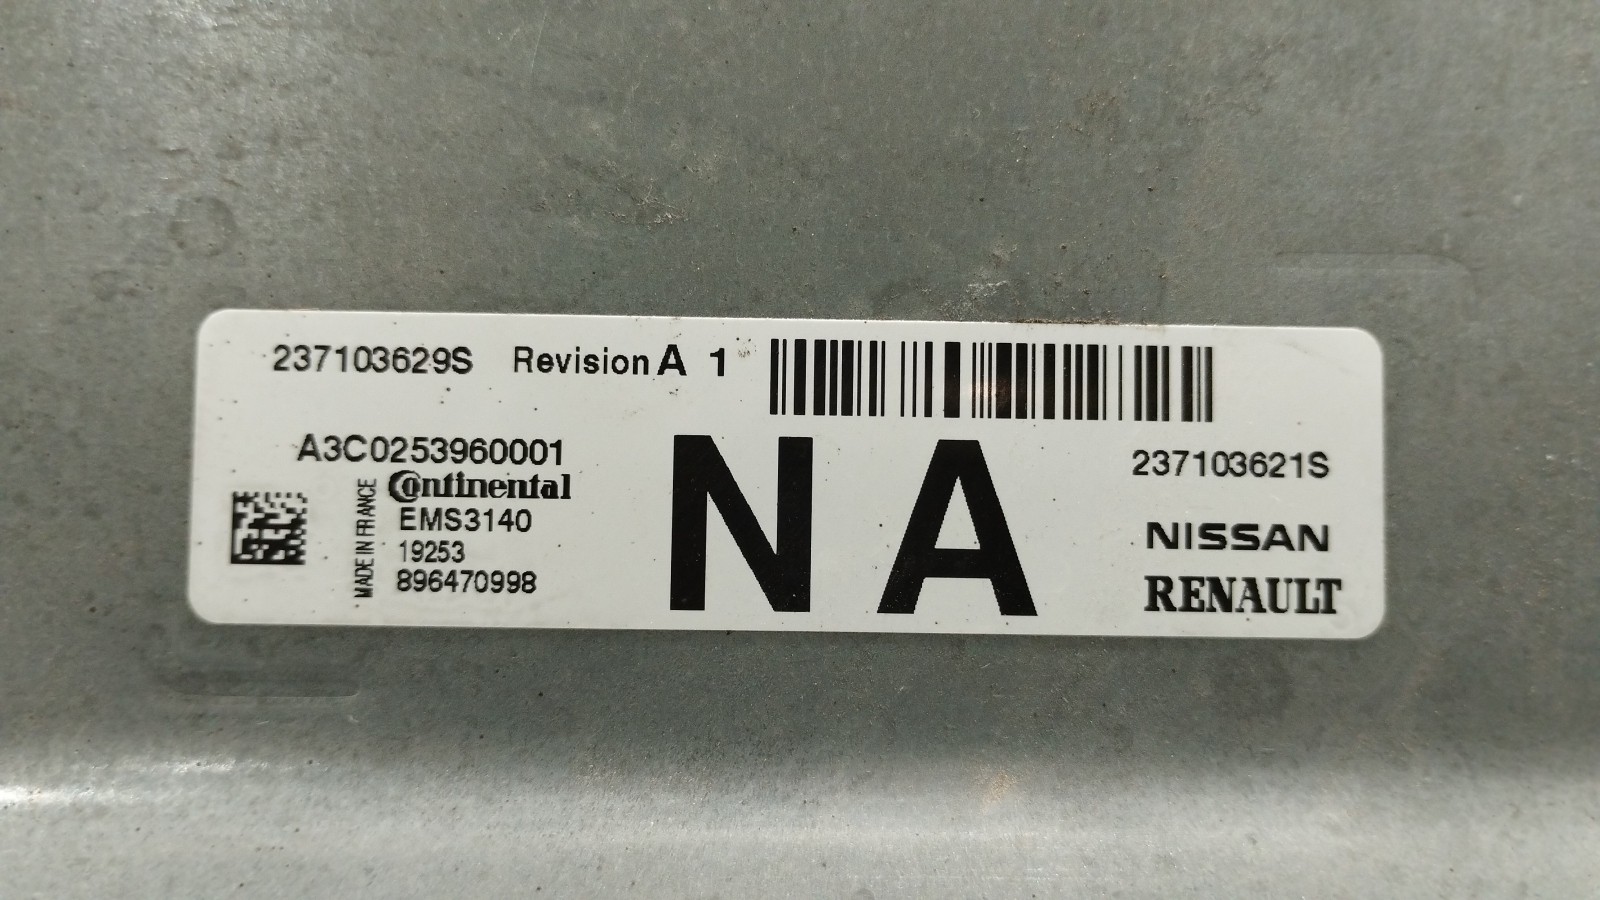 237103629S Revision A 1
A3C0253960001
Continental
EMS3140
19253
896470998
MADE IN FRANCE
NA
237103621S
NISSAN
RENAULT